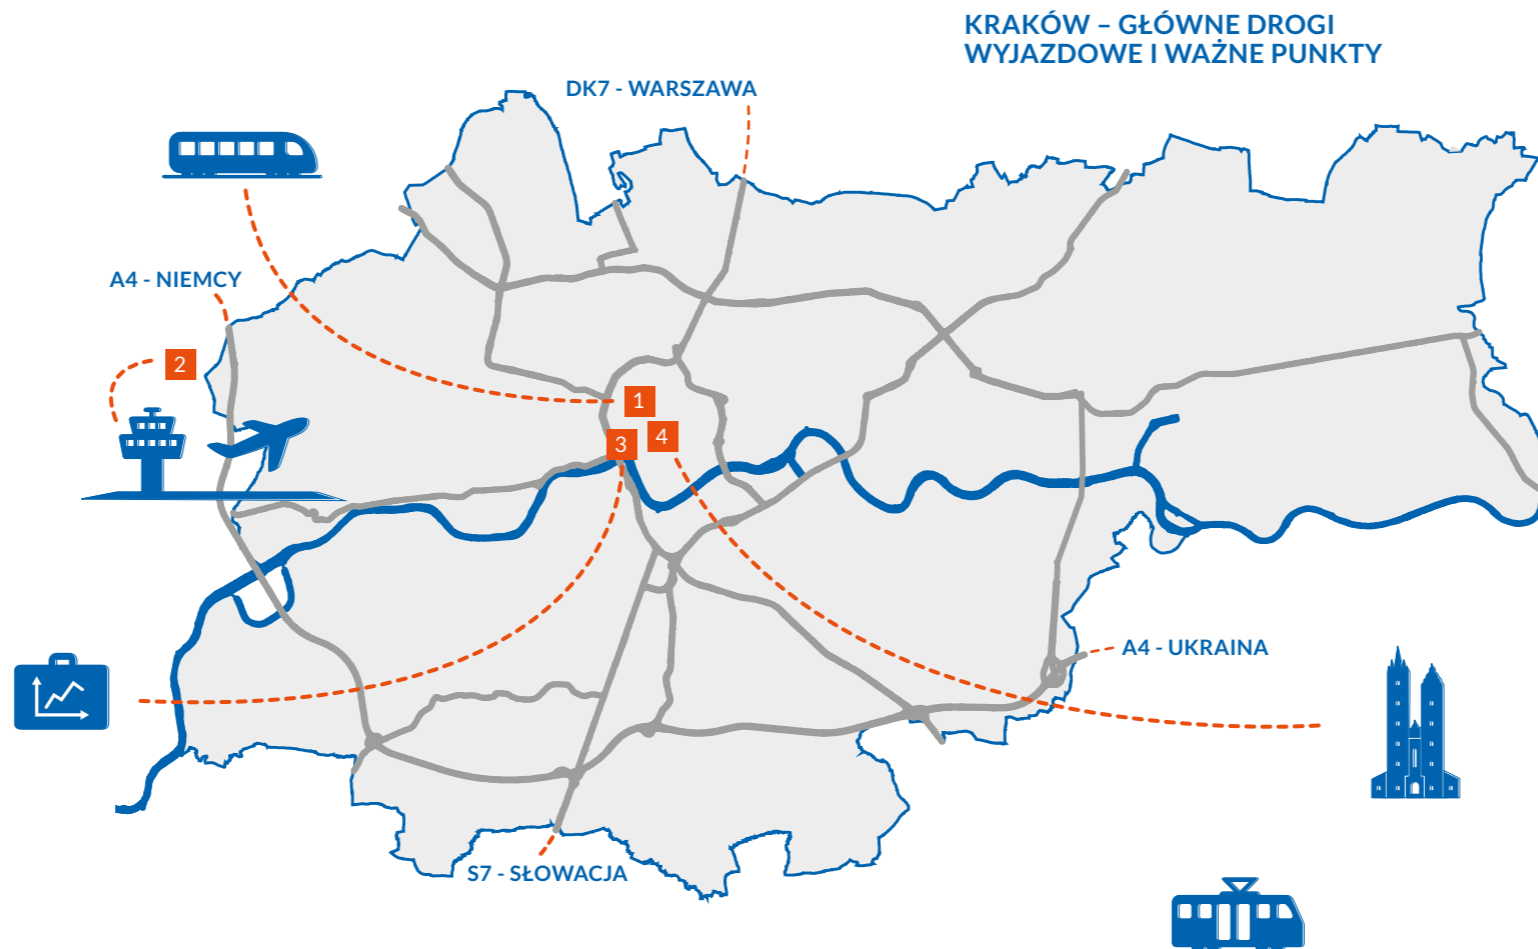 KRAKÓW – GŁÓWNE DROGI
WYJAZDOWE I WAŻNE PUNKTY
DK7 - WARSZAWA
A4 - NIEMCY
2
1
3
4
A4 - UKRAINA
S7 - SŁOWACJA